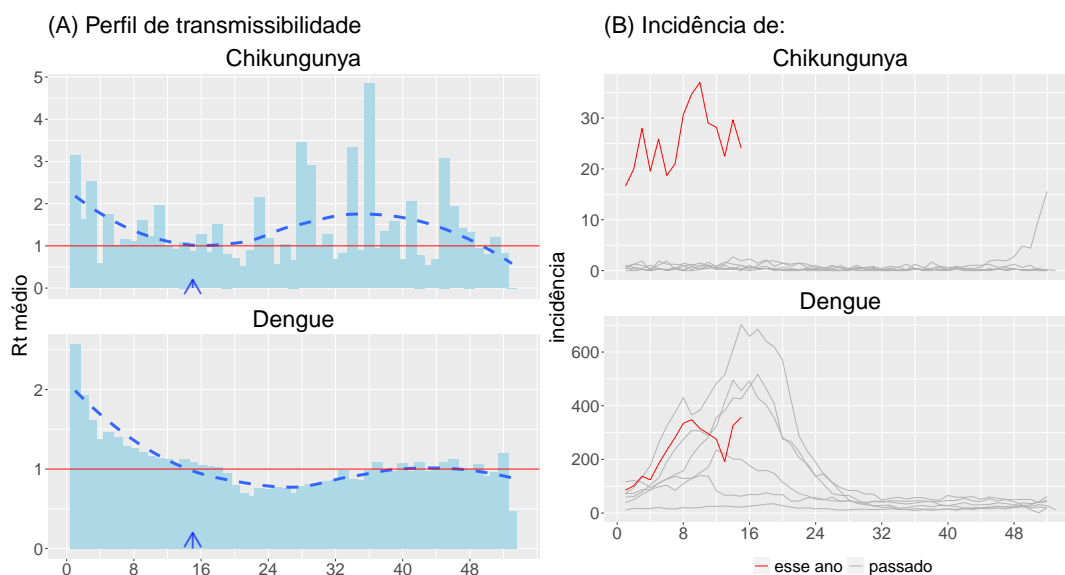 (A) Perfil de transmissibilidade
Chikungunya
5
4
3
2
1
0
Dengue
2
1
0
0 8 16 24 32 40 48
Rt médio
(B) Incidência de:
Chikungunya
30
20
10
0
Dengue
600
400
200
0
0 8 16 24 32 40 48
incidência
esse ano passado